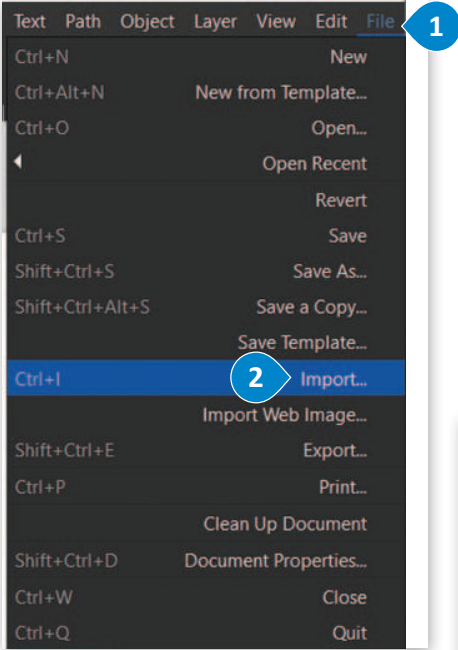 Text Path Object Layer View Edit File 1
Ctrl+N New
Ctrl+Alt+N New from Template...
Ctrl+O Open...
Open Recent
Revert
Ctrl+S Save
Shift+Ctrl+S Save As...
Shift+Ctrl+Alt+S Save a Copy...
Save Template...
Ctrl+I 2 Import...
Import Web Image...
Shift+Ctrl+E Export...
Ctrl+P Print...
Clean Up Document
Shift+Ctrl+D Document Properties...
Ctrl+W Close
Ctrl+Q Quit